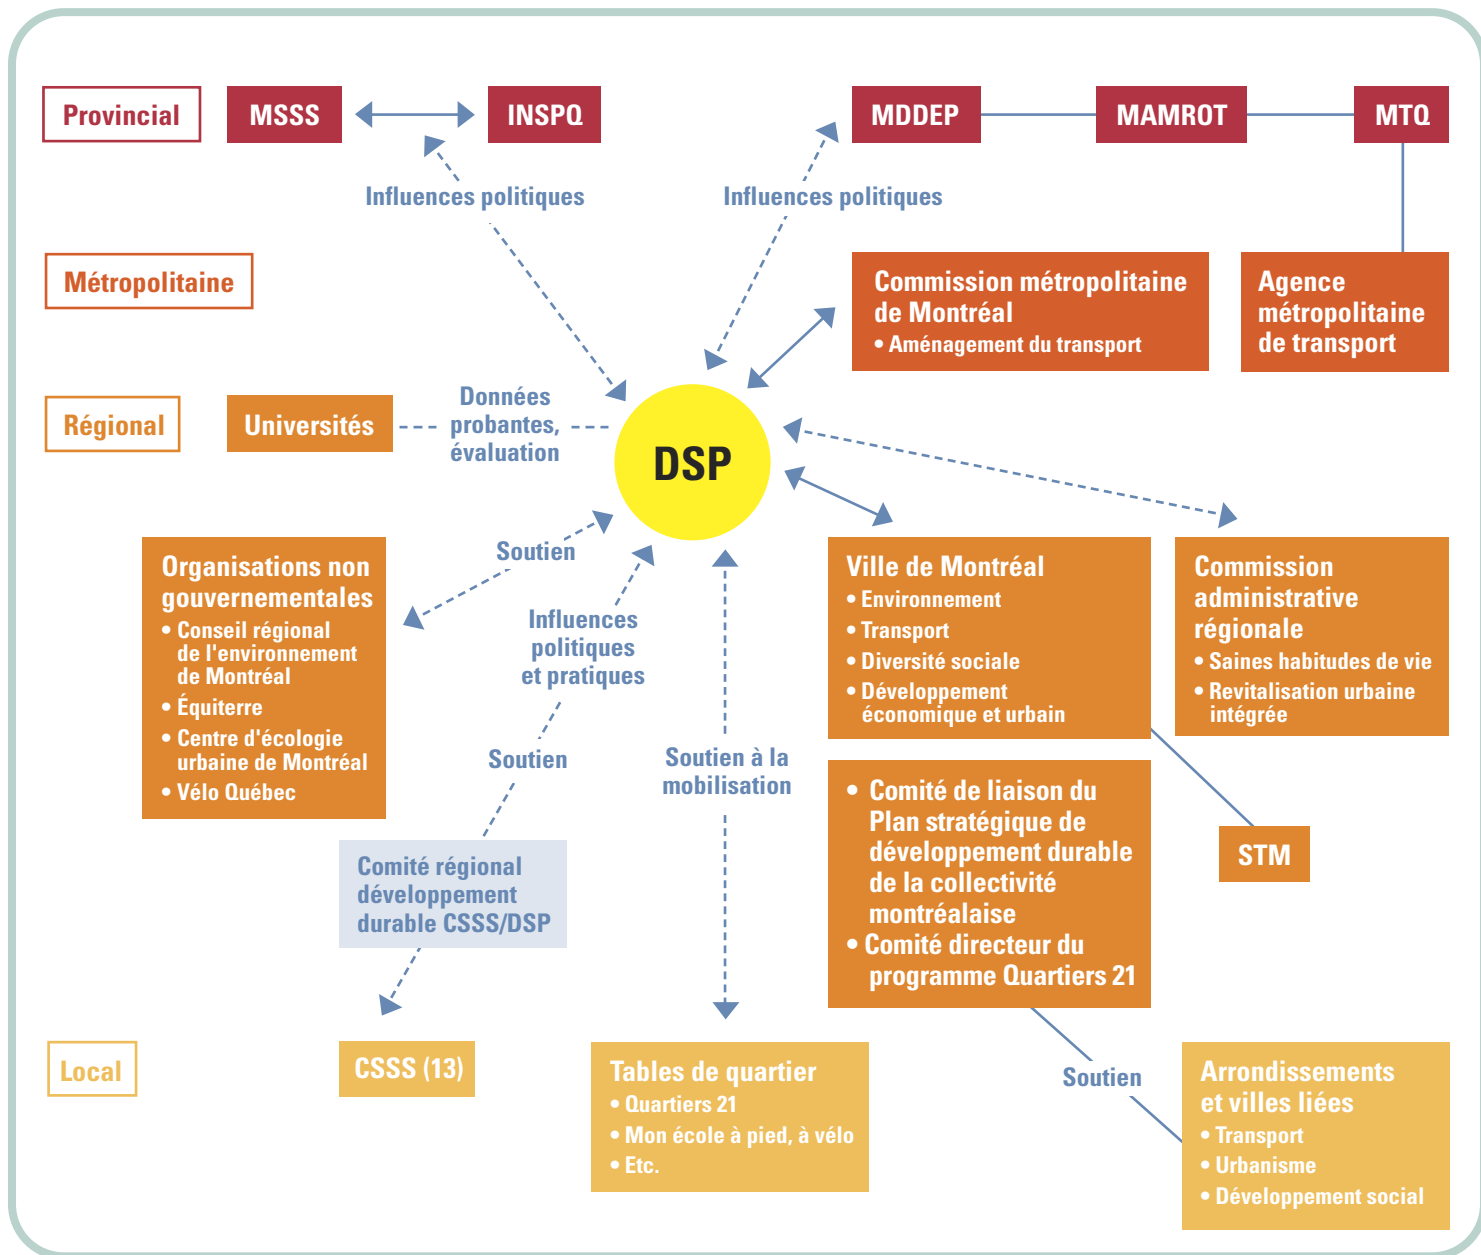 Provincial
MSSS
INSPQ
MDDEP
MAMROT
MTQ
Influences politiques
Influences politiques
Métropolitaine
Commission métropolitaine
de Montréal
• Aménagement du transport
Agence
métropolitaine
de transport
Régional
Universités
Données
probantes,
évaluation
DSP
Soutien
Organisations non
gouvernementales
• Conseil régional
de l'environnement
de Montréal
• Équiterre
• Centre d'écologie
urbaine de Montréal
• Vélo Québec
Influences
politiques
et pratiques
Soutien
Soutien à la
mobilisation
Ville de Montréal
• Environnement
• Transport
• Diversité sociale
• Développement
économique et urbain
Commission
administrative
régionale
• Saines habitudes de vie
• Revitalisation urbaine
intégrée
• Comité de liaison du
Plan stratégique de
développement durable
de la collectivité
montréalaise
• Comité directeur du
programme Quartiers 21
STM
Comité régional
développement
durable CSSS/DSP
Local
CSSS (13)
Tables de quartier
• Quartiers 21
• Mon école à pied, à vélo
• Etc.
Soutien
Arrondissements
et villes liées
• Transport
• Urbanisme
• Développement social